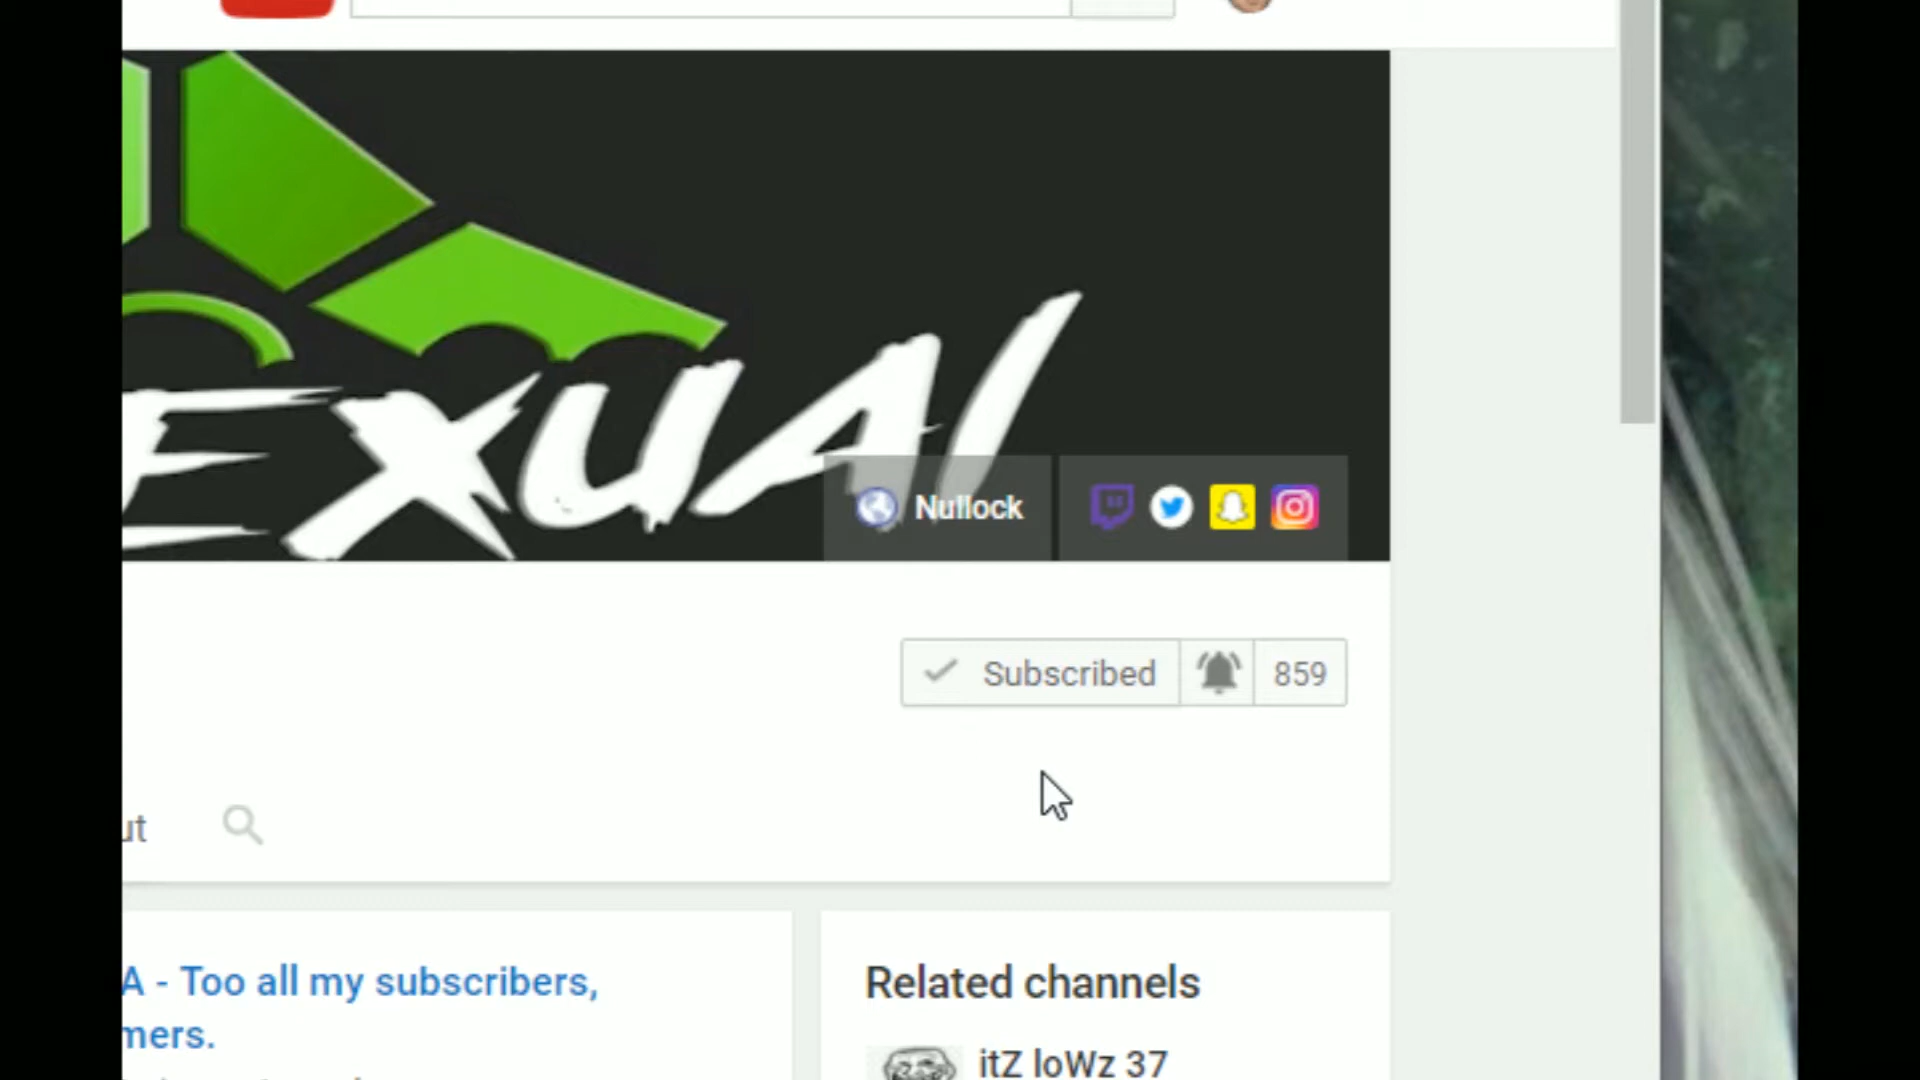 EXUAl
Nullock
Subscribed 859
ut
A - Too all my subscribers,
mers.
Related channels
itZ loWz 37